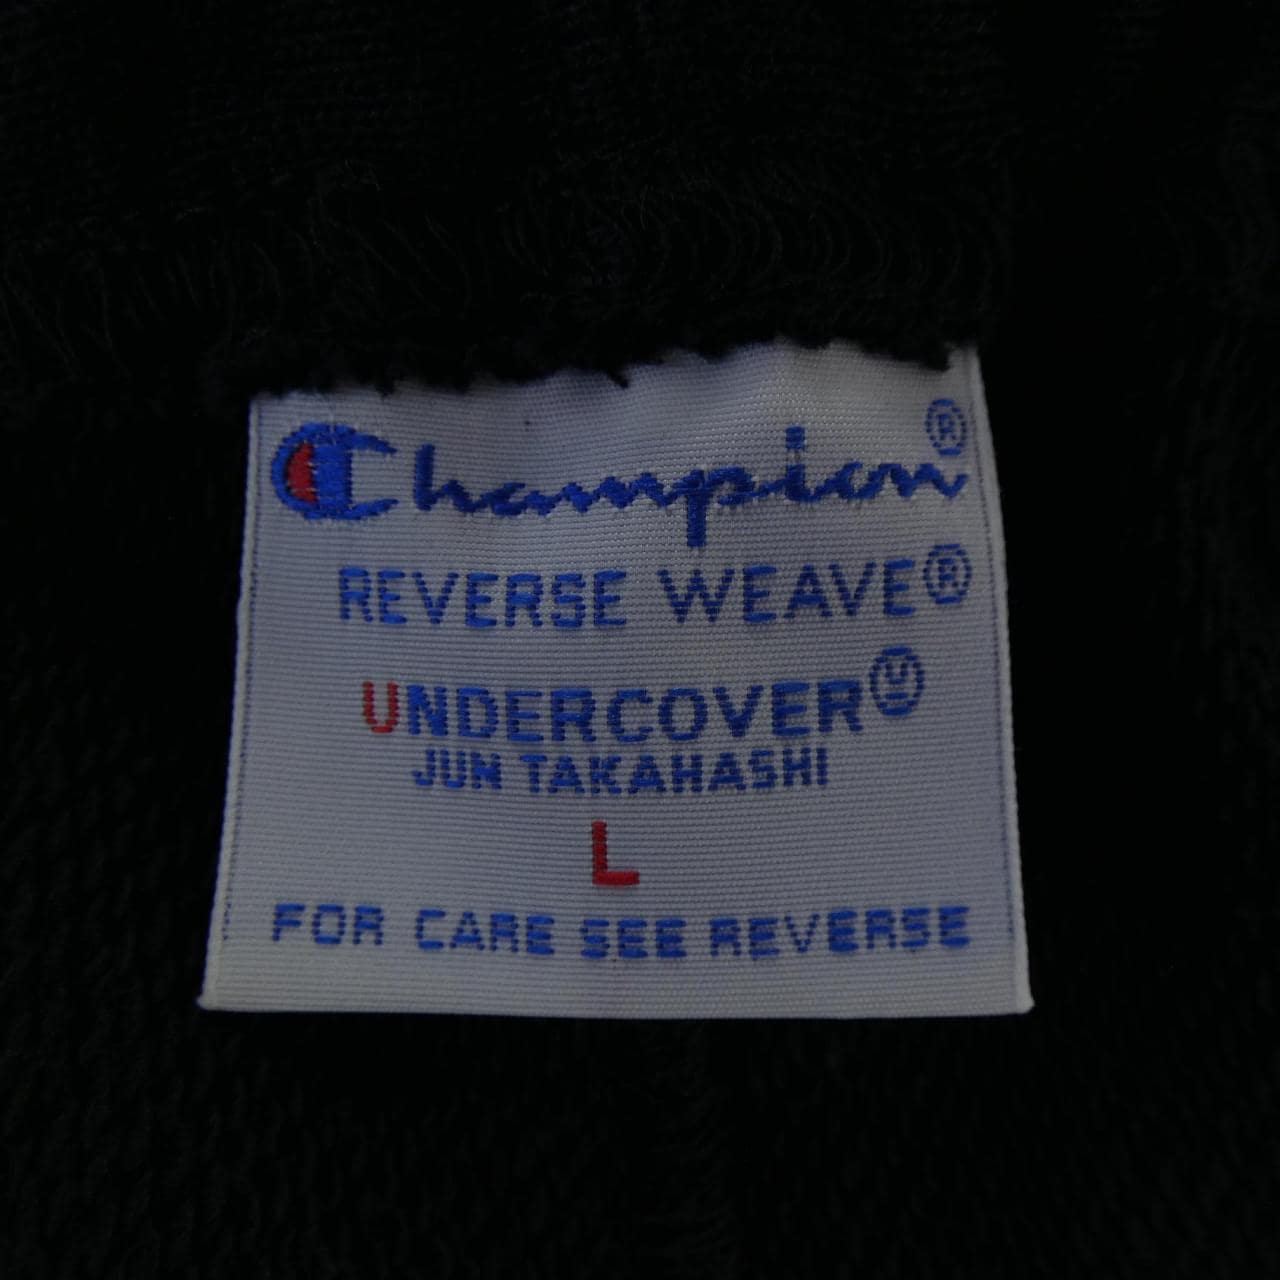 Champion®
REVERSE WEAVE®
UNDERCOVER Ⓤ
JUN TAKAHASHI
L
FOR CARE SEE REVERSE